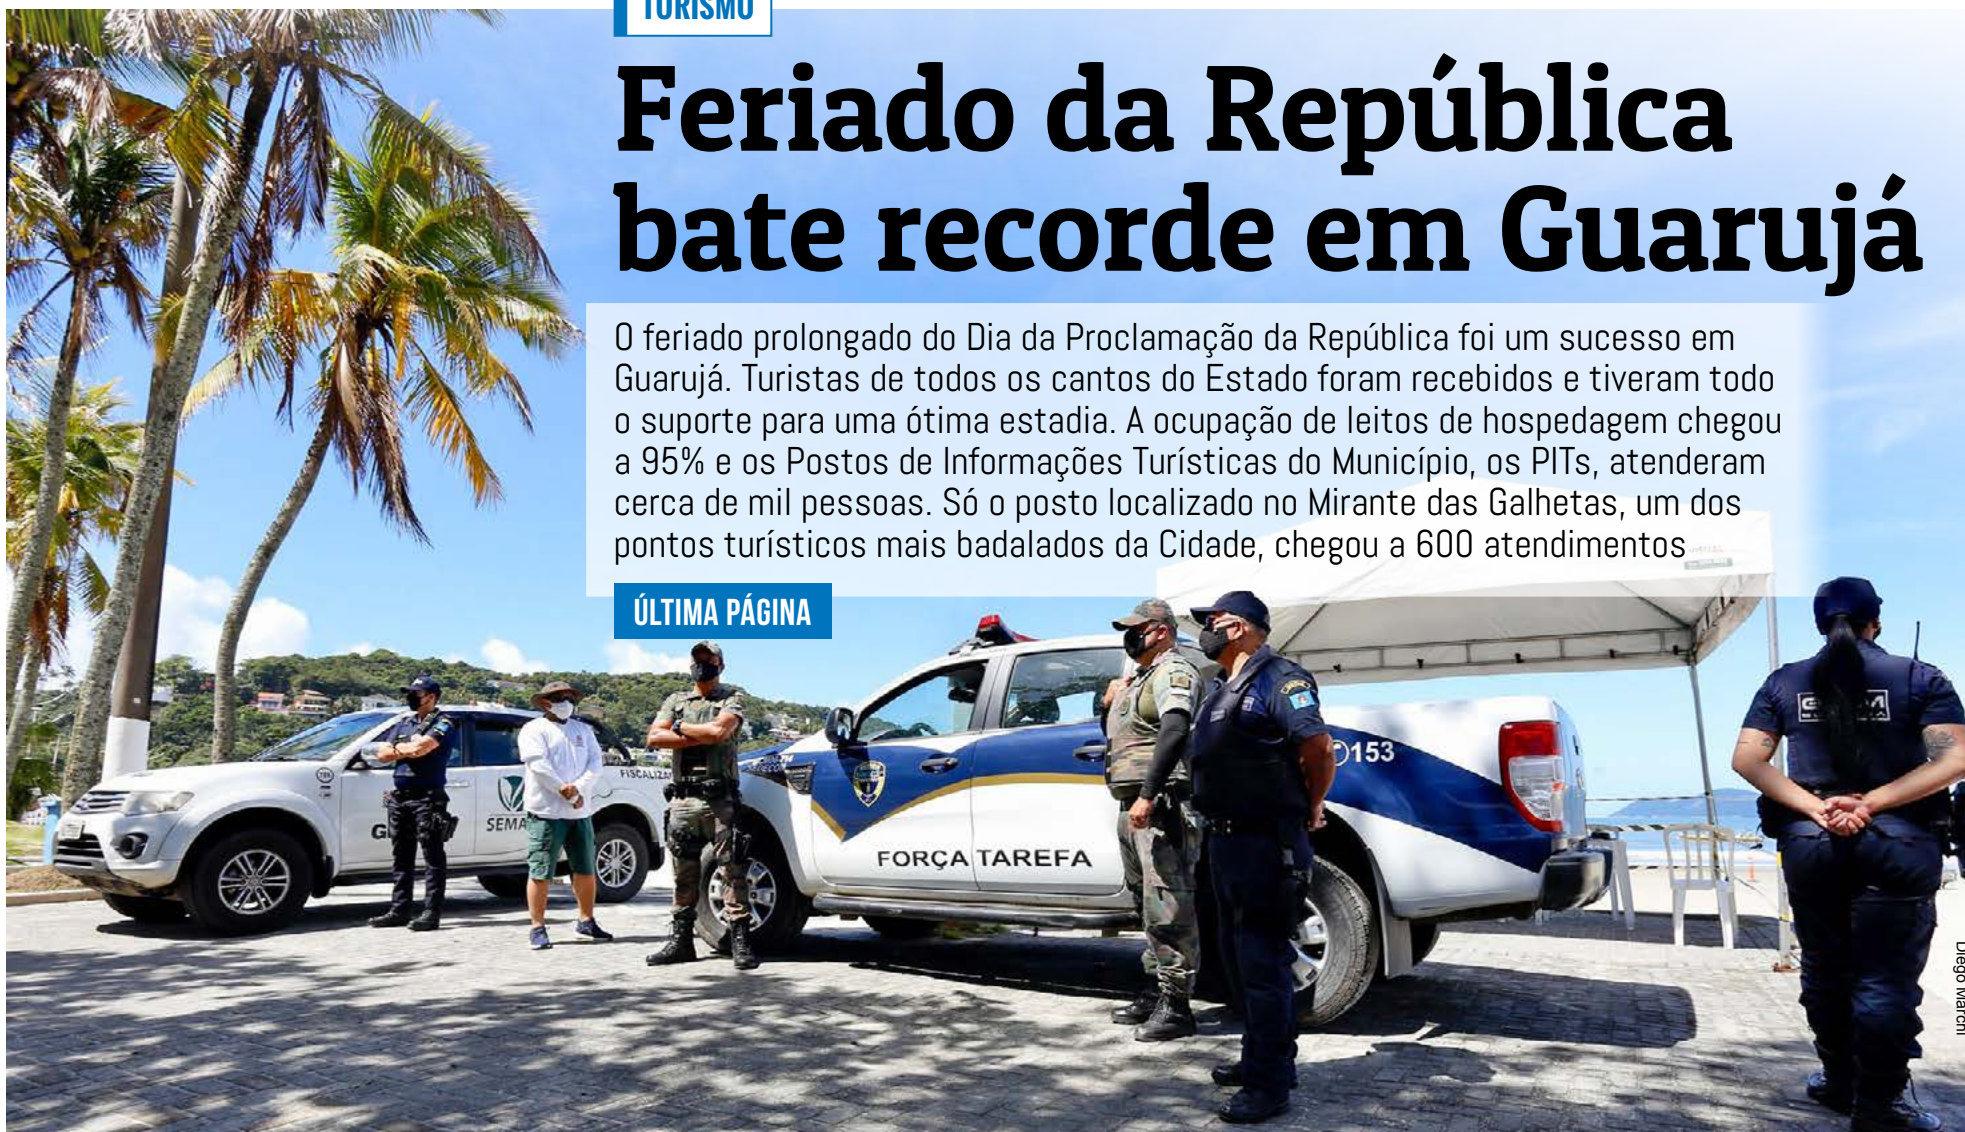 TURISMO
Feriado da República
bate recorde em Guarujá
O feriado prolongado do Dia da Proclamação da República foi um sucesso em
Guarujá. Turistas de todos os cantos do Estado foram recebidos e tiveram todo
o suporte para uma ótima estadia. A ocupação de leitos de hospedagem chegou
a 95% e os Postos de Informações Turísticas do Município, os PITs, atenderam
cerca de mil pessoas. Só o posto localizado no Mirante das Galhetas, um dos
pontos turísticos mais badalados da Cidade, chegou a 600 atendimentos
ÚLTIMA PÁGINA
153
FORÇA TAREFA
Diego Marchi